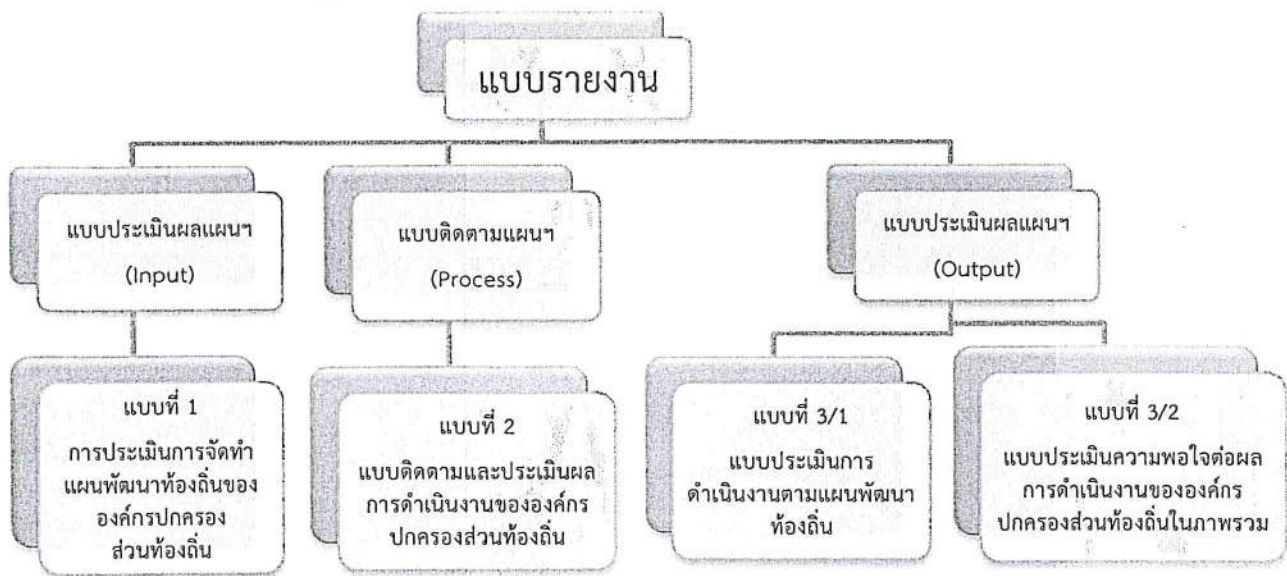 แบบรายงาน
แบบประเมินผลแผนฯ
(Input)
แบบติดตามแผนฯ
(Process)
แบบประเมินผลแผนฯ
(Output)
แบบที่ 1
การประเมินการจัดทำ
แผนพัฒนาท้องถิ่นของ
องค์กรปกครอง
ส่วนท้องถิ่น
แบบที่ 2
แบบติดตามและประเมินผล
การดำเนินงานขององค์กร
ปกครองส่วนท้องถิ่น
แบบที่ 3/1
แบบประเมินการ
ดำเนินงานตามแผนพัฒนา
ท้องถิ่น
แบบที่ 3/2
แบบประเมินความพอใจต่อผล
การดำเนินงานขององค์กร
ปกครองส่วนท้องถิ่นในภาพรวม